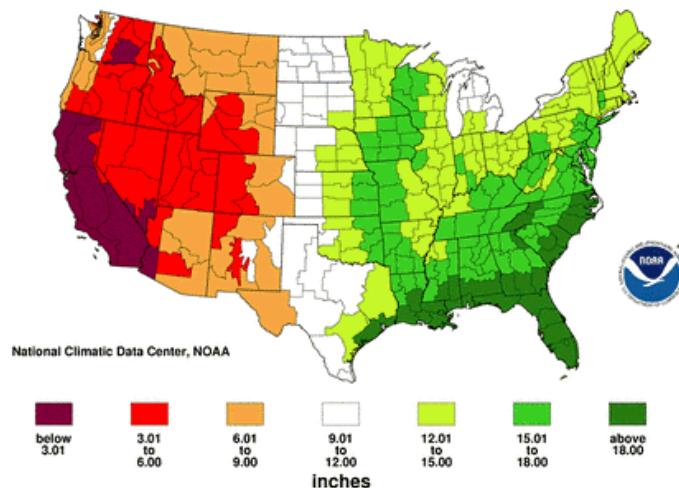 NOAA
National Climatic Data Center, NOAA
below
3.01
3.01
to
6.00
6.01
to
9.00
9.01
to
12.00
12.01
to
15.00
15.01
to
18.00
above
18.00
inches